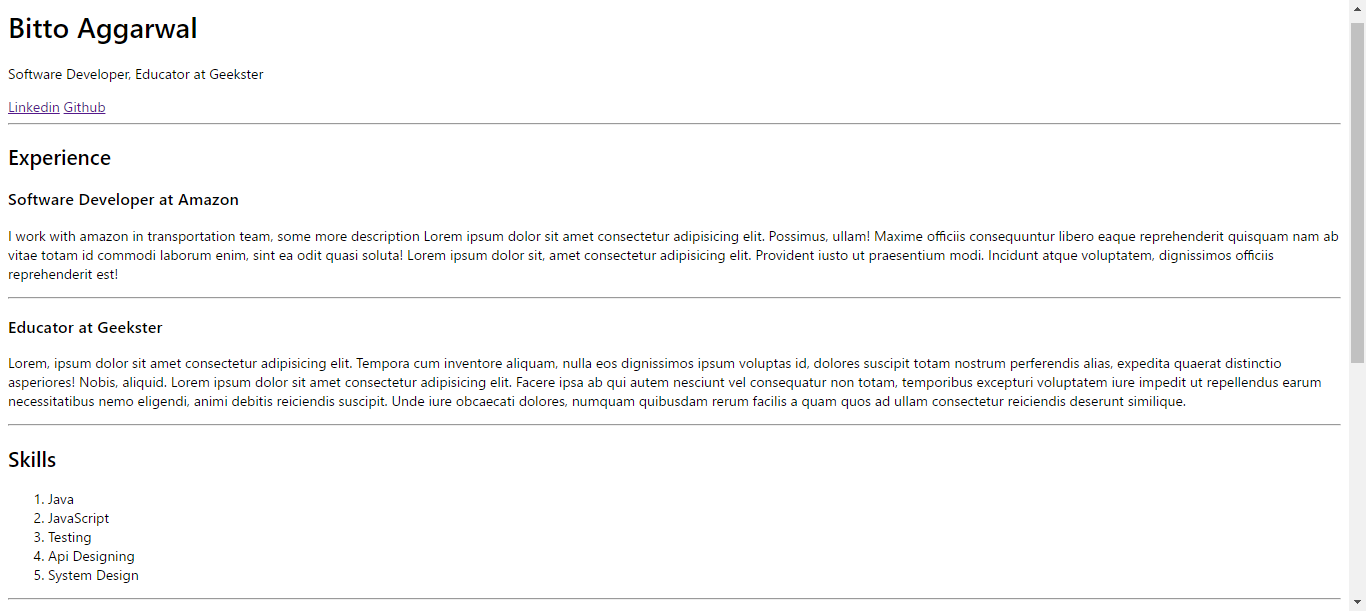 Bitto Aggarwal
Software Developer, Educator at Geekster
Linkedin Github
Experience
Software Developer at Amazon
I work with amazon in transportation team, some more description Lorem ipsum dolor sit amet consectetur adipisicing elit. Possimus, ullam! Maxime officiis consequuntur libero eaque reprehenderit quisquam nam ab
vitae totam id commodi laborum enim, sint ea odit quasi soluta! Lorem ipsum dolor sit, amet consectetur adipisicing elit. Provident iusto ut praesentium modi. Incidunt atque voluptatem, dignissimos officiis
reprehenderit est!
Educator at Geekster
Lorem, ipsum dolor sit amet consectetur adipisicing elit. Tempora cum inventore aliquam, nulla eos dignissimos ipsum voluptas id, dolores suscipit totam nostrum perferendis alias, expedita quaerat distinctio
asperiores! Nobis, aliquid. Lorem ipsum dolor sit amet consectetur adipisicing elit. Facere ipsa ab qui autem nesciunt vel consequatur non totam, temporibus excepturi voluptatem iure impedit ut repellendus earum
necessitatibus nemo eligendi, animi debitis reiciendis suscipit. Unde iure obcaecati dolores, numquam quibusdam rerum facilis a quam quos ad ullam consectetur reiciendis deserunt similique.
Skills
1. Java
2. JavaScript
3. Testing
4. Api Designing
5. System Design